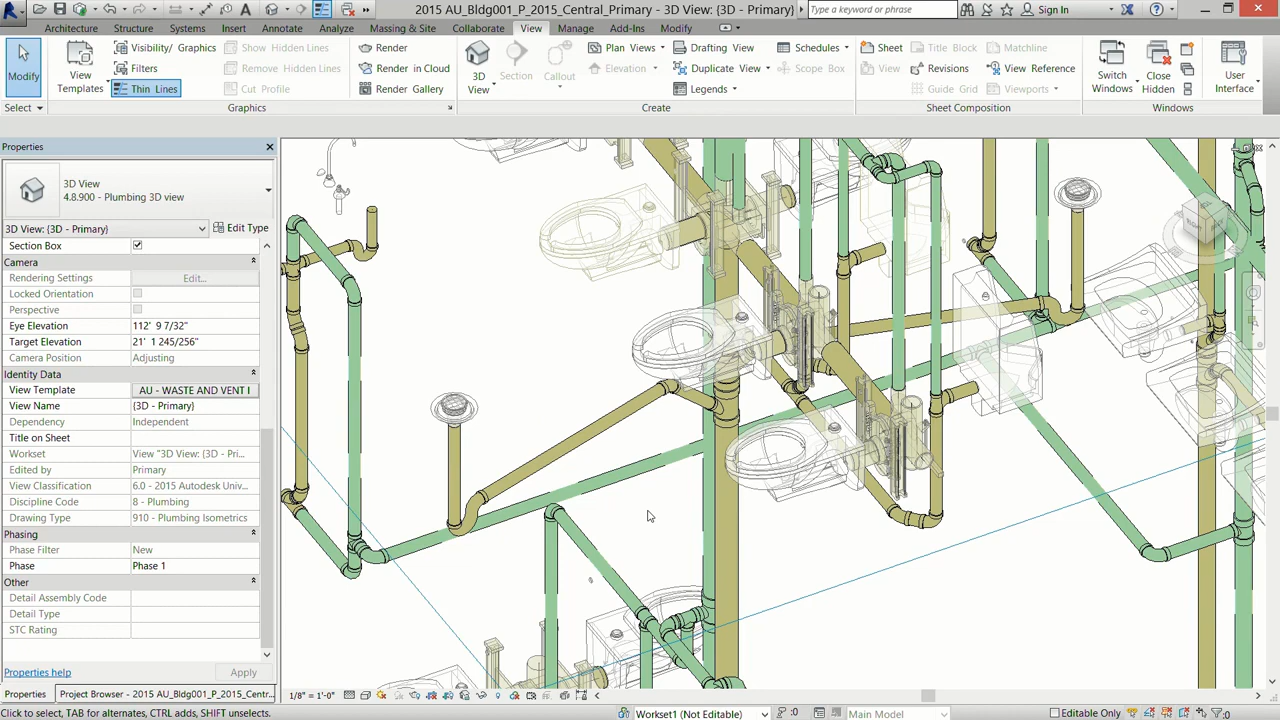 2015 AU_Bldg001_P_2015_Central_Primary - 3D View: {3D - Primary}
Type a keyword or phrase
Sign In
Architecture Structure Systems Insert Annotate Analyze Massing & Site Collaborate View Manage Add-Ins Modify
Modify
View Templates
Visibility/ Graphics
Filters
Thin Lines
Show Hidden Lines
Remove Hidden Lines
Cut Profile
Render
Render in Cloud
Render Gallery
3D View
Section
Callout
Plan Views
Elevation
Drafting View
Duplicate View
Legends
Schedules
Scope Box
Sheet
View
Title Block
Revisions
Guide Grid
Matchline
View Reference
Viewports
Switch Windows
Close Hidden
User Interface
Select
Graphics
Create
Sheet Composition
Windows
Properties
3D View
4.8-900 - Plumbing 3D view
3D View: {3D - Primary}
Edit Type
Section Box
Camera
Rendering Settings Edit...
Locked Orientation
Perspective
Eye Elevation 112' 9 7/32"
Target Elevation 21' 1 245/256"
Camera Position Adjusting
Identity Data
View Template AU - WASTE AND VENT I
View Name {3D - Primary}
Dependency Independent
Title on Sheet
Workset View "3D View: {3D - Pri...
Edited by Primary
View Classification 6.0 - 2015 Autodesk Univ...
Discipline Code 8 - Plumbing
Drawing Type 910 - Plumbing Isometrics
Phasing
Phase Filter New
Phase Phase 1
Other
Detail Assembly Code
Detail Type
STC Rating
Properties help
Apply
Properties
Project Browser - 2015 AU_Bldg001_P_2015_Centr...
1/8" = 1'-0"
Click to select, TAB for alternates, CTRL adds, SHIFT unselects.
Workset1 (Not Editable)
:0
Main Model
Editable Only
:0